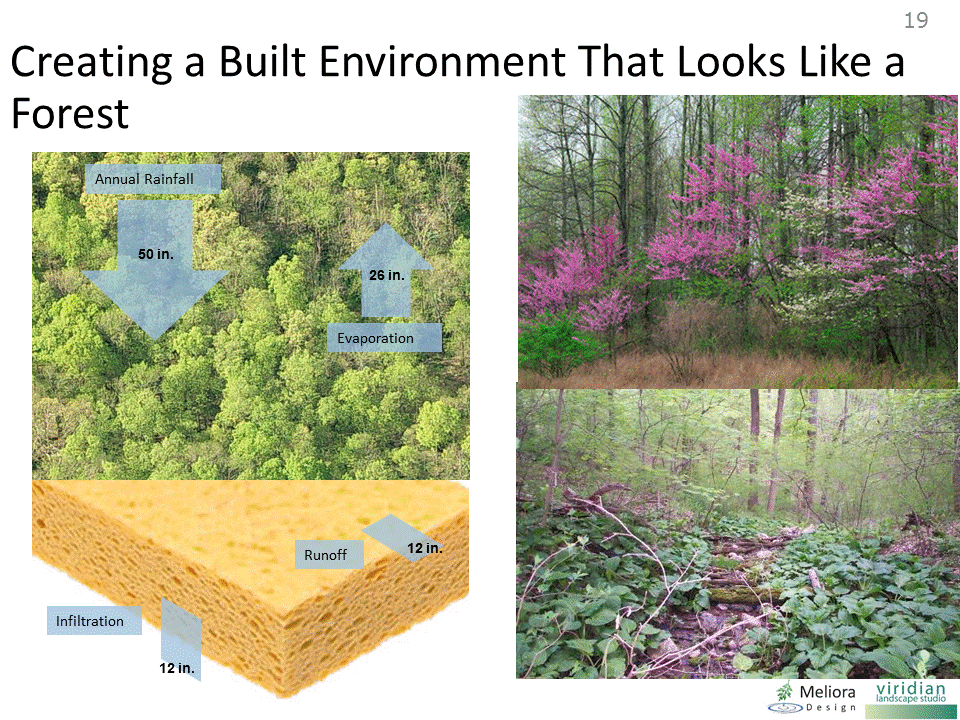 19
Creating a Built Environment That Looks Like a
Forest
Annual Rainfall
50 in.
26 in.
Evaporation
Runoff
12 in.
Infiltration
12 in.
Meliora
Design
viridian
landscape studio